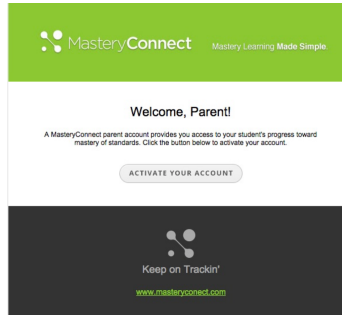 MasteryConnect Mastery Learning Made Simple.
Welcome, Parent!
A MasteryConnect parent account provides you access to your student's progress toward
mastery of standards. Click the button below to activate your account.
ACTIVATE YOUR ACCOUNT
Keep on Trackin'
www.masteryconect.com